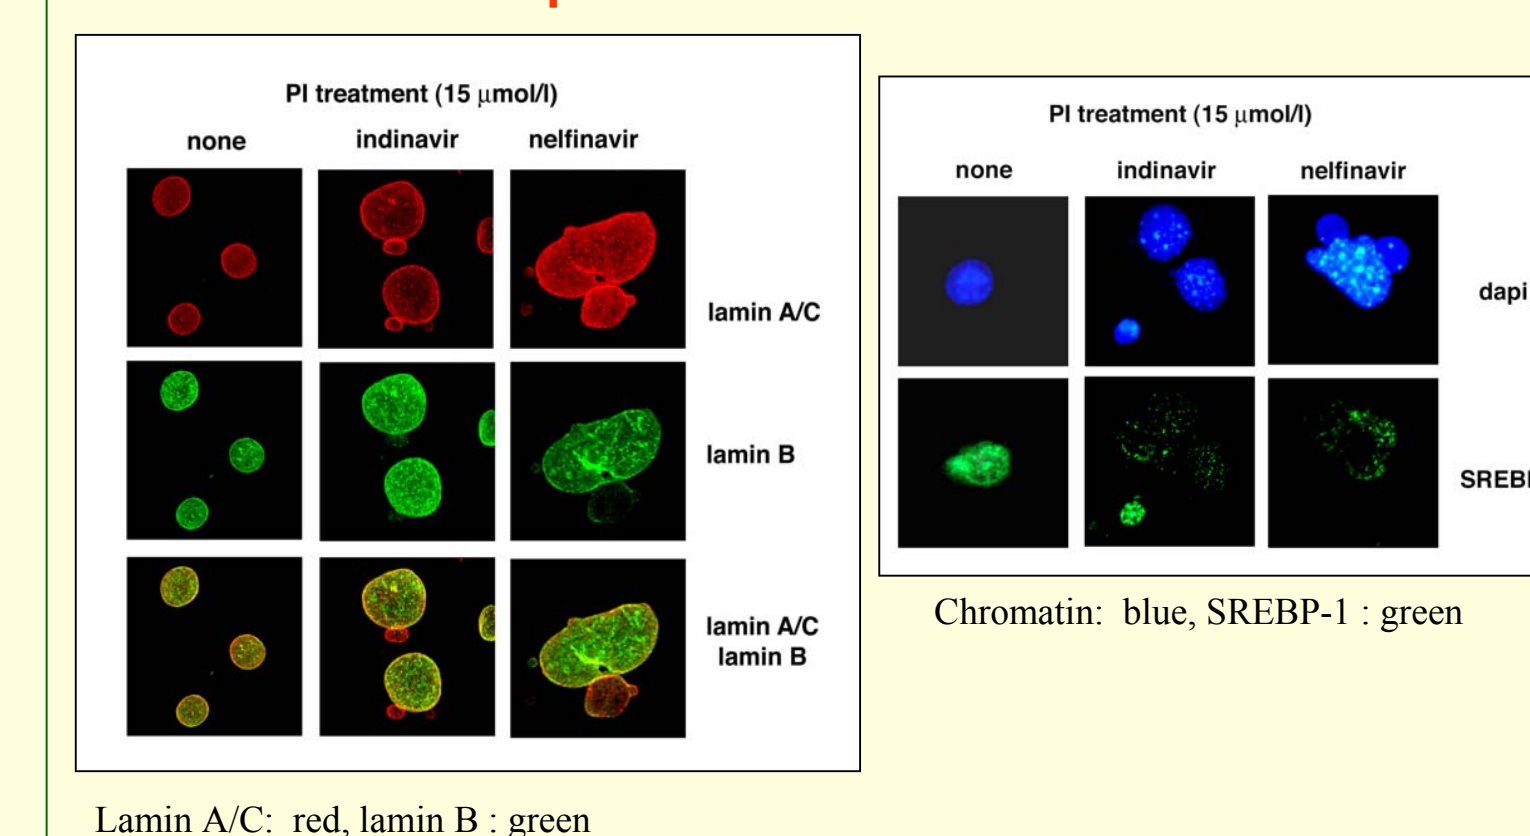 PI treatment (15 μmol/l)
none indinavir nelfinavir
lamin A/C
lamin B
lamin A/C
lamin B
Lamin A/C: red, lamin B : green
PI treatment (15 μmol/l)
none indinavir nelfinavir
dapi
Chromatin: blue, SREBP-1 : green